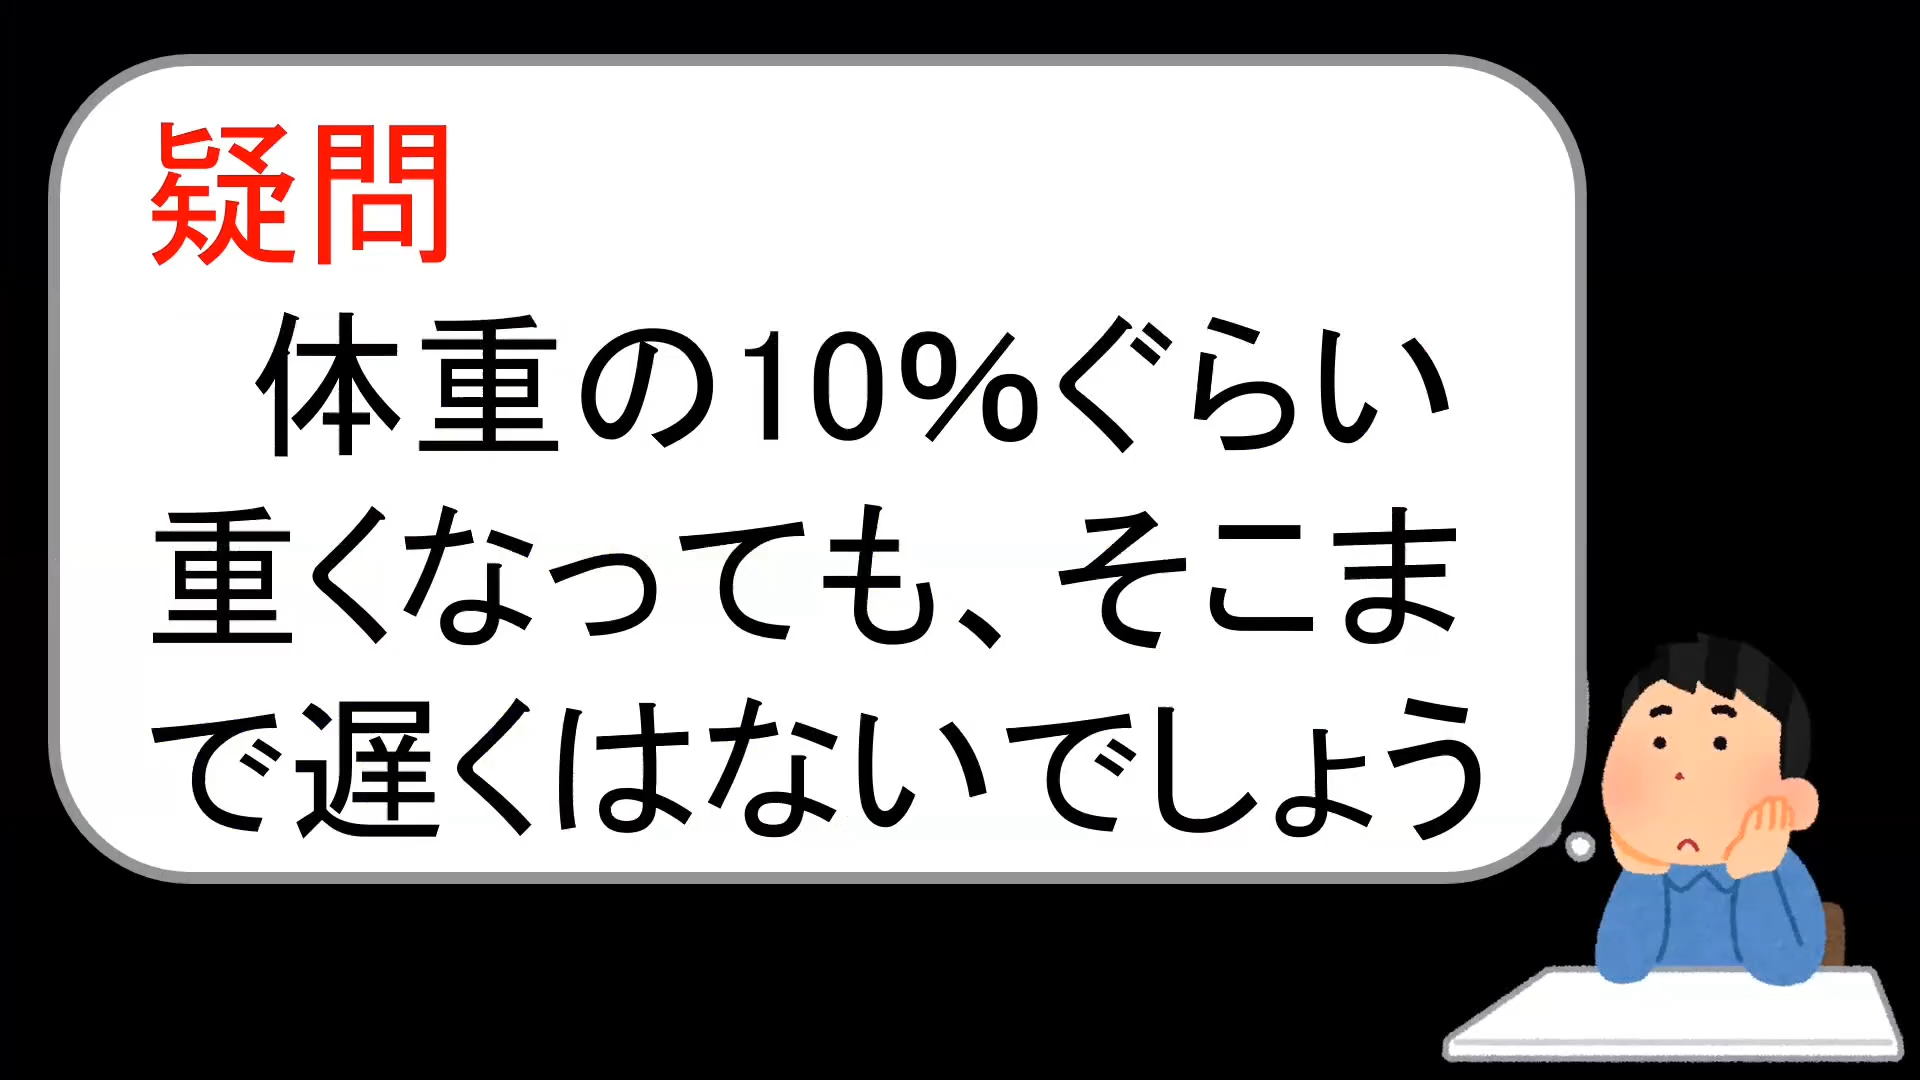 疑問
体重の10%ぐらい
重くなっても、そこま
で遅くはないでしょう